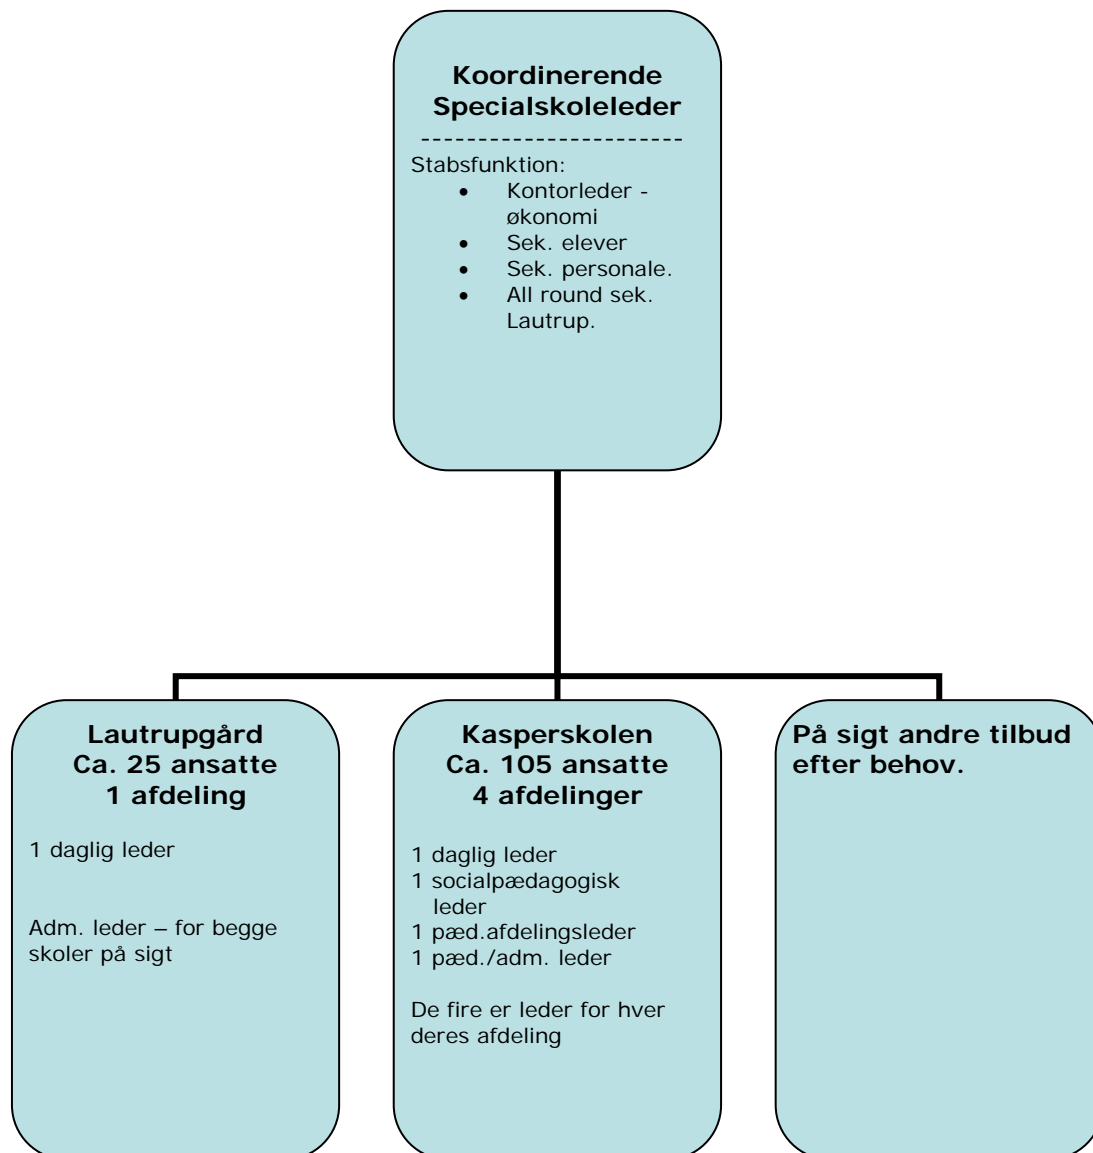 Koordinerende
Specialskoleleder
------------------------
Stabsfunktion:
• Kontorleder -
økonomi
• Sek. elever
• Sek. personale.
• All round sek.
Lautrup.
Lautrupgård
Ca. 25 ansatte
1 afdeling
1 daglig leder
Adm. leder – for begge
skoler på sigt
Kasperskolen
Ca. 105 ansatte
4 afdelinger
1 daglig leder
1 socialpædagogisk
leder
1 pæd.afdelingsleder
1 pæd./adm. leder
De fire er leder for hver
deres afdeling
På sigt andre tilbud
efter behov.